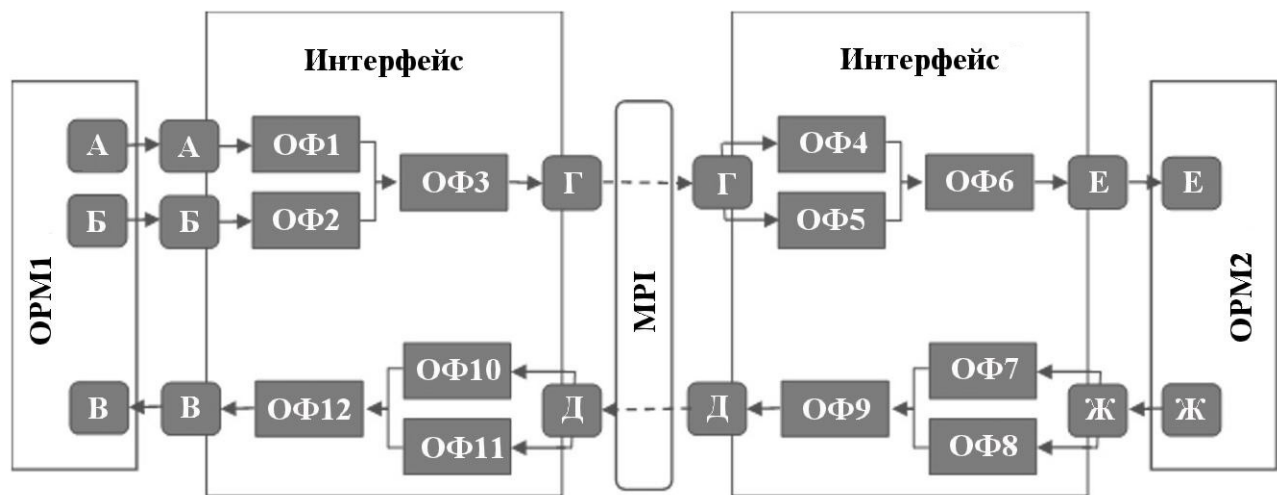 Интерфейс
Интерфейс
А
А
ОФ1
ОФ4
Б
Б
ОФ2
ОФ3
Г
Г
ОФ5
ОФ6
Е
Е
ОРМ1
MPI
ОРМ2
В
В
ОФ12
ОФ10
ОФ11
Д
Д
ОФ9
ОФ7
ОФ8
Ж
Ж